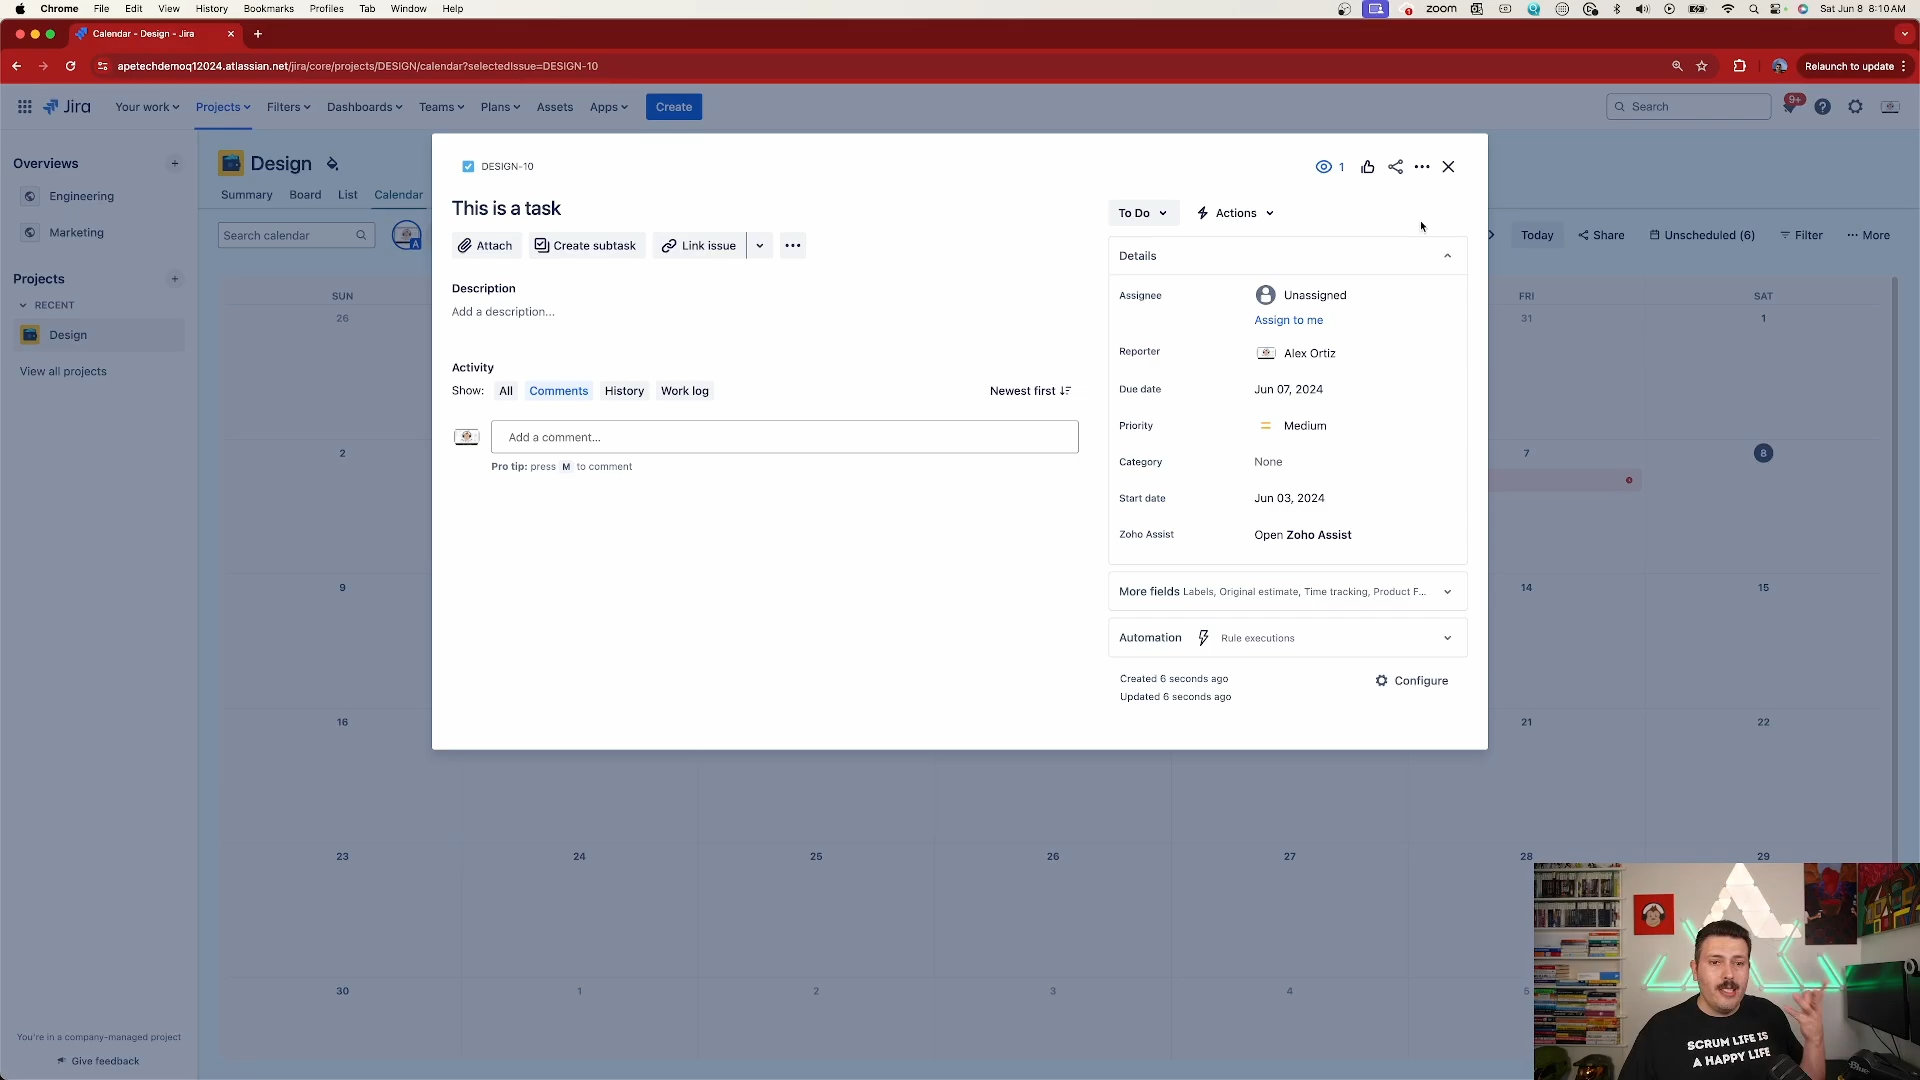 Chrome File Edit View History Bookmarks Profiles Tab Window Help
zoom
Sat Jun 8 8:10 AM
Calendar - Design - Jira
apetechdemoq12024.atlassian.net/jira/core/projects/DESIGN/calendar?selectedIssue=DESIGN-10
Relaunch to update
Jira Your work Projects Filters Dashboards Teams Plans Assets Apps Create
Search
9+
Overviews
Engineering
Marketing
Projects
RECENT
Design
View all projects
Design
Summary Board List Calendar
Search calendar
A
Today Share Unscheduled (6) Filter More
SUN FRI SAT
26 31 1
2 7 8
9 14 15
16 21 22
23 24 25 26 27 28 29
30 1 2 3 4 5
DESIGN-10
1
This is a task
Attach Create subtask Link issue
Description
Add a description...
Activity
Show: All Comments History Work log
Newest first
Add a comment...
Pro tip: press M to comment
To Do Actions
Details
Assignee Unassigned
Assign to me
Reporter Alex Ortiz
Due date Jun 07, 2024
Priority Medium
Category None
Start date Jun 03, 2024
Zoho Assist Open Zoho Assist
More fields Labels, Original estimate, Time tracking, Product F...
Automation Rule executions
Created 6 seconds ago
Updated 6 seconds ago
Configure
You're in a company-managed project
Give feedback
SCRUM LIFE IS
A HAPPY LIFE
Blue